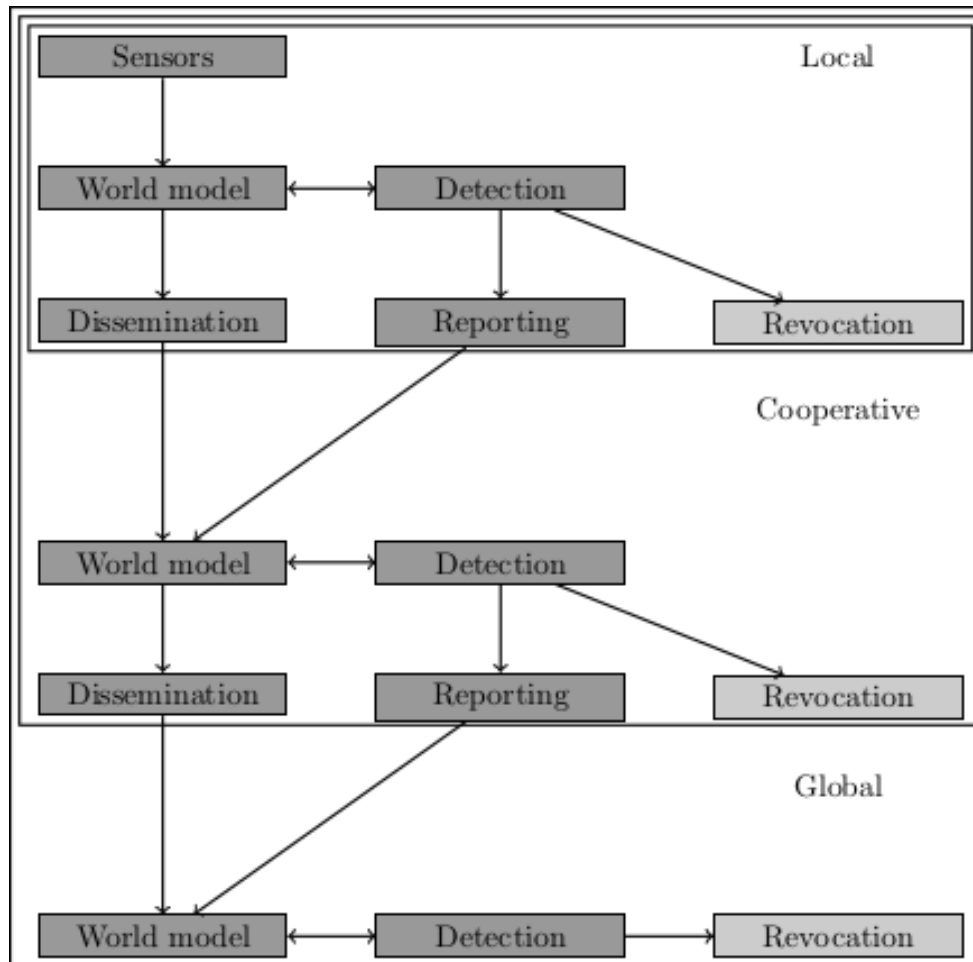 Sensors
Local
World model
Detection
Dissemination
Reporting
Revocation
Cooperative
World model
Detection
Dissemination
Reporting
Revocation
Global
World model
Detection
Revocation